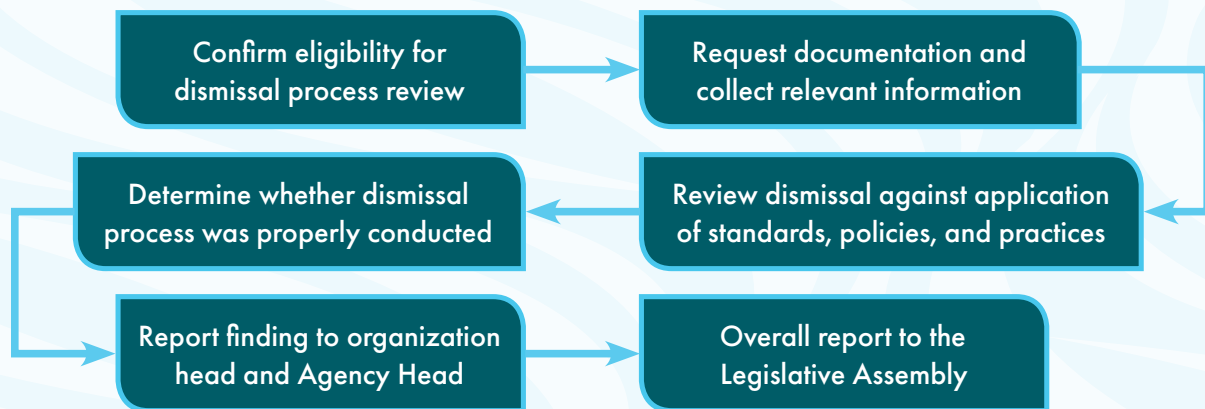 Confirm eligibility for
dismissal process review
Request documentation and
collect relevant information
Review dismissal against application
of standards, policies, and practices
Determine whether dismissal
process was properly conducted
Report finding to organization
head and Agency Head
Overall report to the
Legislative Assembly